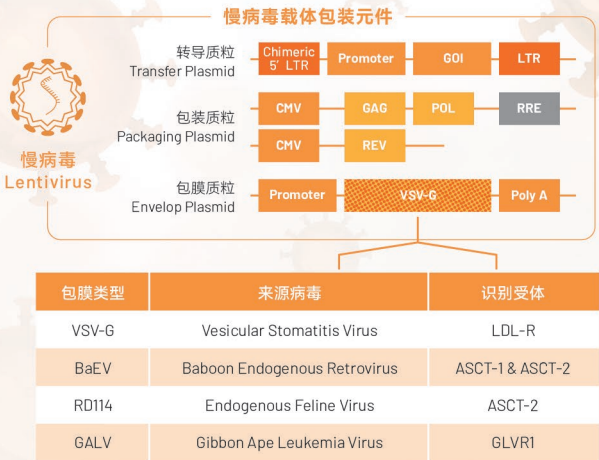 慢病毒载体包装元件
慢病毒
Lentivirus
转导质粒
Transfer Plasmid
Chimeric
5' LTR
Promoter
GOI
LTR
包装质粒
Packaging Plasmid
CMV
GAG
POL
RRE
CMV
REV
包膜质粒
Envelop Plasmid
Promoter
VSV-G
Poly A
包膜类型 来源病毒 识别受体
VSV-G Vesicular Stomatitis Virus LDL-R
BaEV Baboon Endogenous Retrovirus ASCT-1 & ASCT-2
RD114 Endogenous Feline Virus ASCT-2
GALV Gibbon Ape Leukemia Virus GLVR1